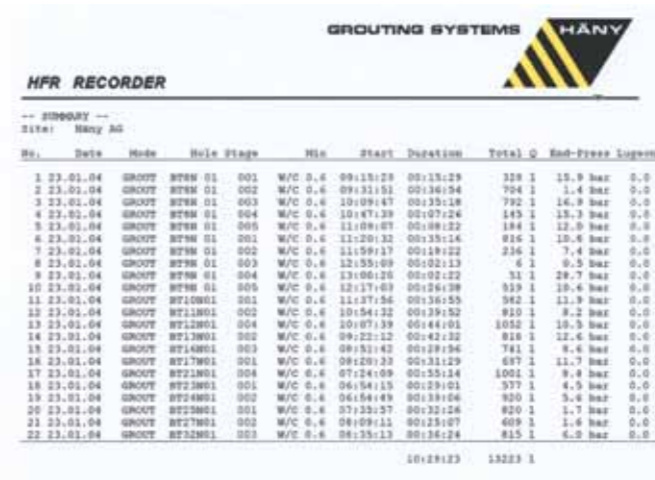 GROUTING SYSTEMS
HÄNY
HFR RECORDER
-- SUMMARY --
Site: Häny AG
No. Date Mode Hole Stage Mix Start Duration Total Q End-Press Lugeon
1 23.01.04 GROUT BT8N 01 001 W/C 0.6 09:15:29 00:15:29 328 l 15.9 bar 0.0
2 23.01.04 GROUT BT8N 01 002 W/C 0.6 09:31:51 00:36:54 704 l 1.4 bar 0.0
3 23.01.04 GROUT BT8N 01 003 W/C 0.6 10:09:47 00:35:18 792 l 16.9 bar 0.0
4 23.01.04 GROUT BT8N 01 004 W/C 0.6 10:47:39 00:07:26 145 l 15.3 bar 0.0
5 23.01.04 GROUT BT8N 01 005 W/C 0.6 11:09:07 00:08:22 184 l 12.0 bar 0.0
6 23.01.04 GROUT BT9N 01 001 W/C 0.6 11:20:32 00:35:16 816 l 10.8 bar 0.0
7 23.01.04 GROUT BT9N 01 002 W/C 0.6 11:59:17 236 l 7.4 bar 0.0
8 23.01.04 GROUT BT9N 01 003 W/C 0.6 12:55:09 00:02:13 6 l 0.5 bar 0.0
9 23.01.04 GROUT BT9N 01 004 W/C 0.6 13:00:20 00:02:22 51 l 28.7 bar 0.0
10 23.01.04 GROUT BT9N 01 005 W/C 0.6 12:17:03 00:26:38 519 l 10.6 bar 0.0
11 23.01.04 GROUT BT10N01 001 W/C 0.6 11:37:56 00:36:55 582 l 11.9 bar 0.0
12 23.01.04 GROUT BT11N01 002 W/C 0.6 10:54:32 00:39:52 810 l 8.2 bar 0.0
13 23.01.04 GROUT BT12N01 004 W/C 0.6 10:07:39 00:44:01 1052 l 10.5 bar 0.0
14 23.01.04 GROUT BT13N01 002 W/C 0.6 09:22:12 00:42:32 816 l 12.6 bar 0.0
15 23.01.04 GROUT 003 W/C 0.6 08:51:42 00:28:56 741 l bar 0.0
16 23.01.04 GROUT BT17N01 001 W/C 0.6 08:20:33 00:31:29 697 l 11.7 bar 0.0
17 23.01.04 GROUT 004 W/C 0.6 07:24:09 00:55:14 1001 l bar 0.0
18 23.01.04 GROUT BT23N01 001 W/C 0.6 06:54:15 00:29:01 577 l 4.5 bar 0.0
19 23.01.04 GROUT BT24N01 002 W/C 0.6 06:54:49 00:39:06 920 l 5.6 bar 0.0
20 23.01.04 GROUT BT25N01 001 W/C 0.6 07:35:57 00:32:26 820 l 1.7 bar 0.0
21 23.01.04 GROUT BT27N01 002 W/C 0.6 08:09:11 00:25:07 609 l 1.6 bar 0.0
22 23.01.04 GROUT BT32N01 003 W/C 0.6 08:35:13 00:36:24 815 l 6.0 bar 0.0
10:29:23 13223 l